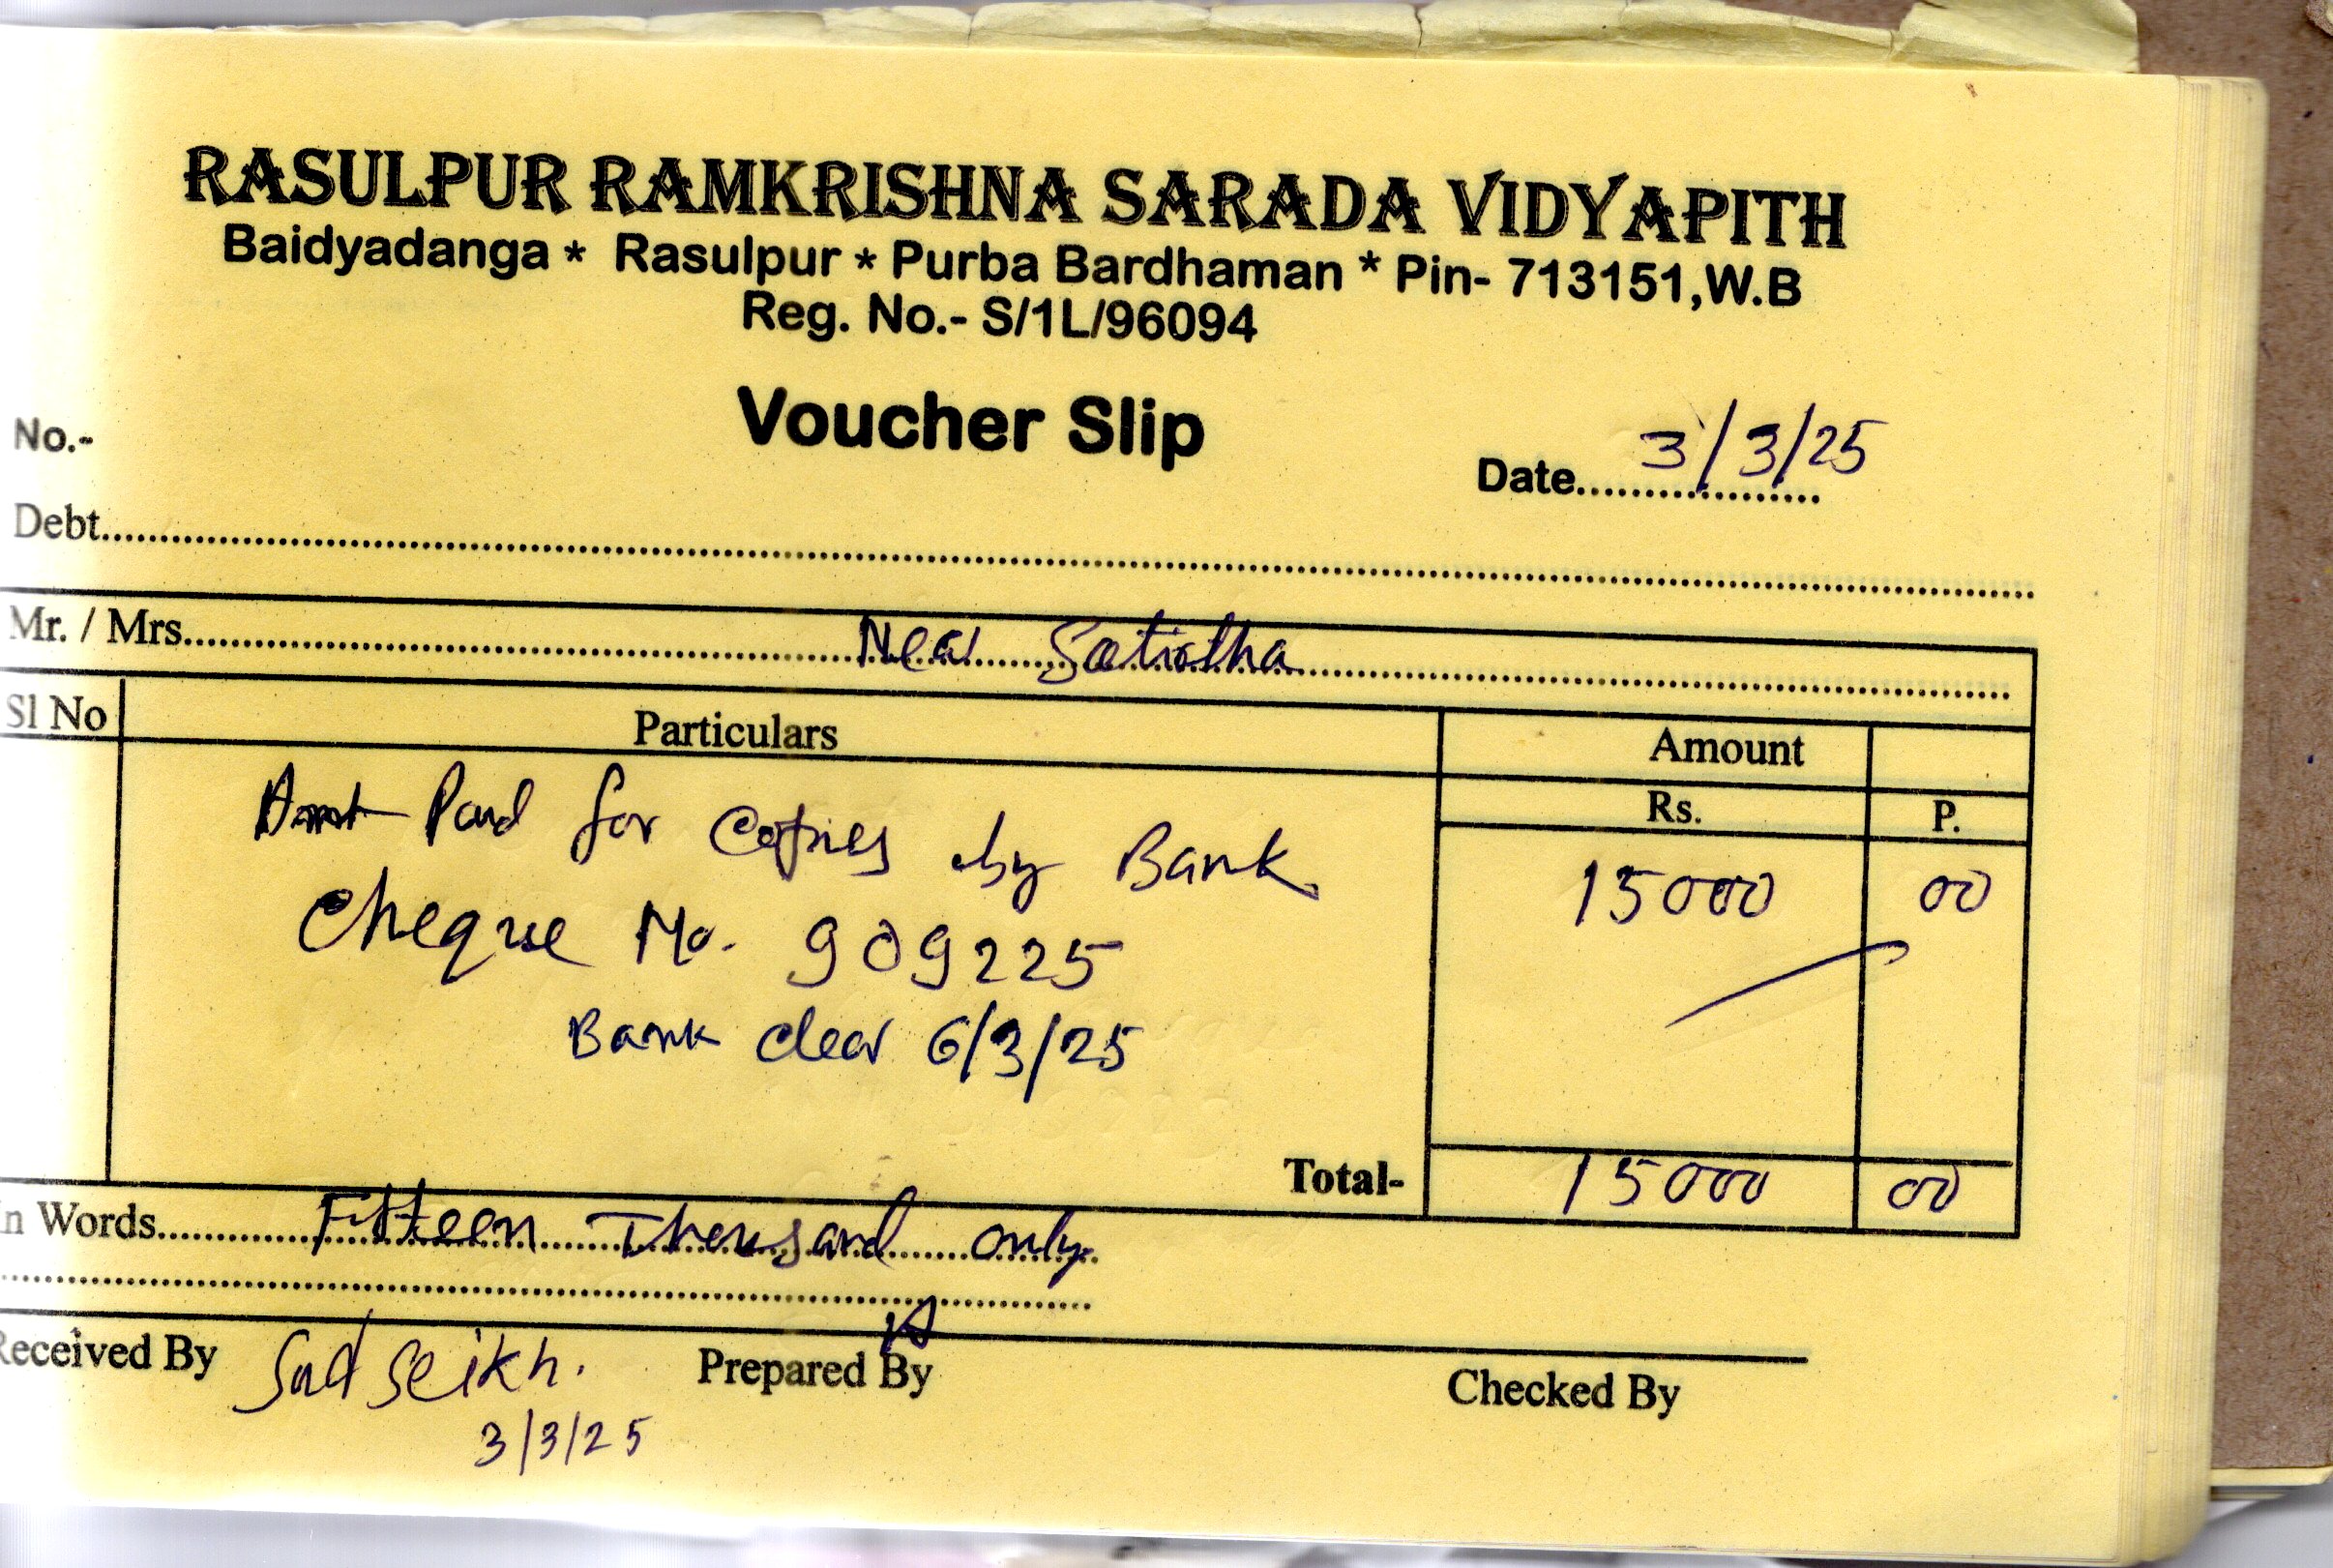 RASULPUR RAMKRISHNA SARADA VIDYAPITH
Baidyadanga * Rasulpur * Purba Bardhaman * Pin- 713151,W.B
Reg. No.- S/1L/96094
Voucher Slip
No.-
Date.................. 3/3/25
Debt....................
Mr. / Mrs....................
Sl No Particulars Amount
Rs. P.
Amt Paid for Copies by Bank 15000 00
Cheque No. 909225
Bank clear 6/3/25
Total- 15000 00
In Words.......... Fifteen Thousand only.
Received By Sad Seikh. Prepared By Checked By
3/3/25